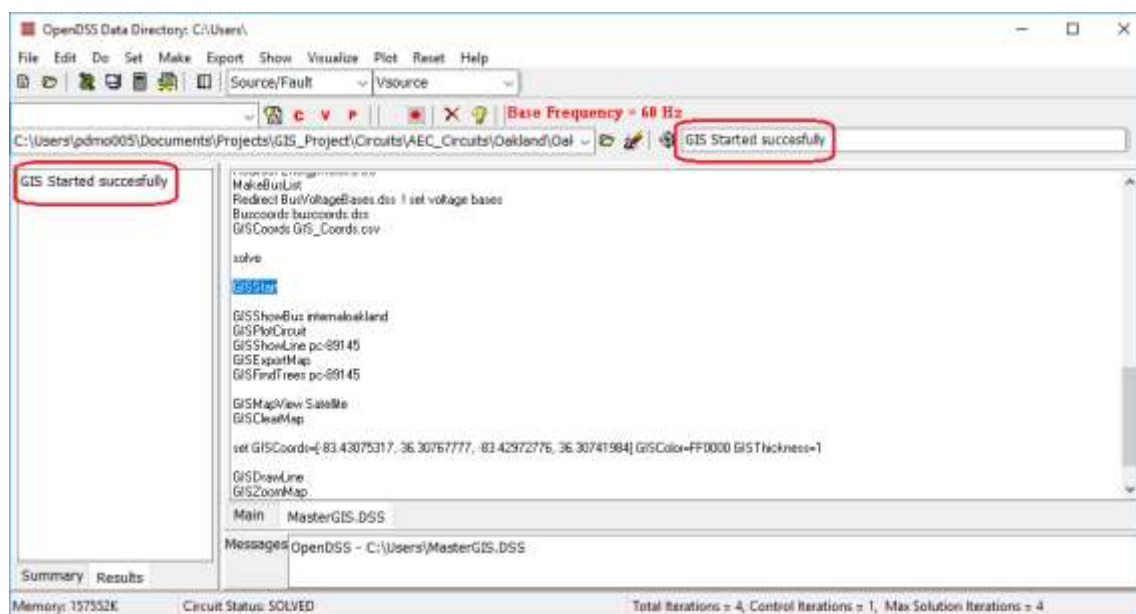 OpenDSS Data Directory: C:\Users\
File Edit Do Set Make Export Show Visualize Plot Reset Help
Source/Fault Vsource
C V P Base Frequency = 60 Hz
C:\Users\pdmo005\Documents\Projects\GIS_Project\Circuits\AEC_Circuits\Oakland\Oal GIS Started succesfully
GIS Started succesfully
MakeBusList
Redirect BusVoltageBases.dss ! set voltage bases
Buscoords buscoords.dss
GISCoords GIS_Coords.csv
solve
GISStart
GISShowBus internaloakland
GISPlotCircuit
GISShowLine pc-89145
GISExportMap
GISFindTrees pc-89145
GISMapView Satellite
GISClearMap
set GISCoords=[-83.43075317, 36.30767777, -83.42972776, 36.30741984] GISColor=FF0000 GISThickness=1
GISDrawLine
GISZoomMap
Main MasterGIS.DSS
Messages OpenDSS - C:\Users\MasterGIS.DSS
Summary Results
Memory: 157552K Circuit Status: SOLVED Total Iterations = 4, Control Iterations = 1, Max Solution Iterations = 4